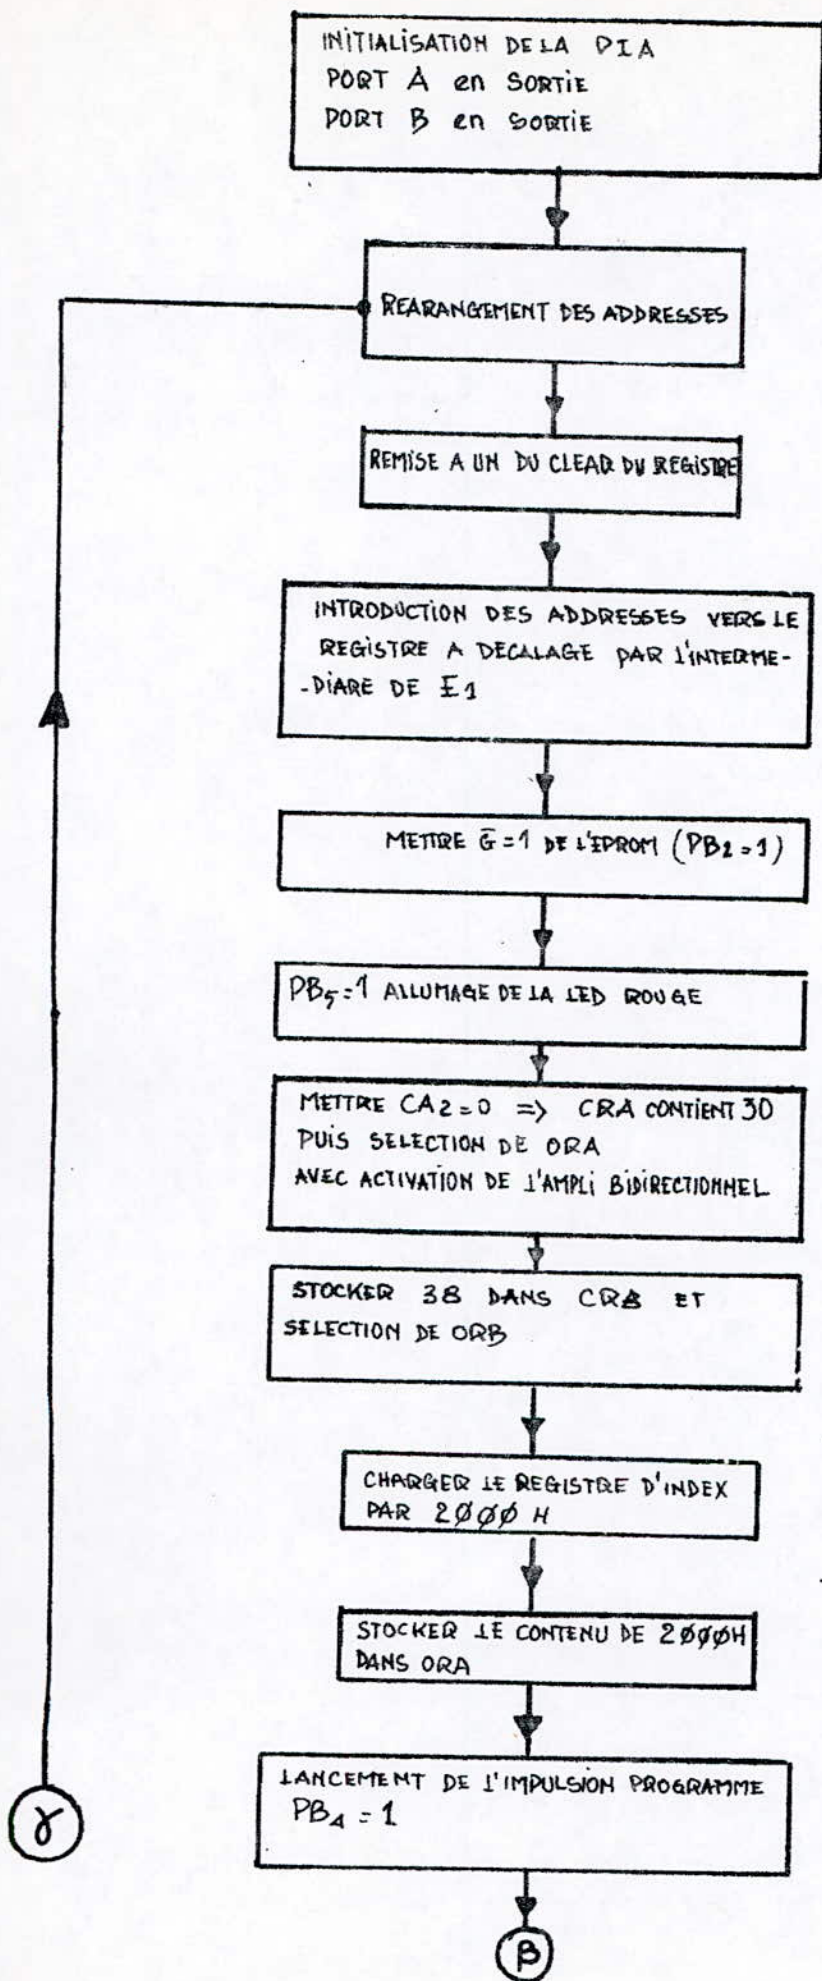 INITIALISATION DE LA PIA
PORT A en SORTIE
PORT B en SORTIE
REARANGEMENT DES ADDRESSES
REMISE A UN DU CLEAR DU REGISTRE
INTRODUCTION DES ADDRESSES VERS LE
REGISTRE A DECALAGE PAR L'INTERME-
-DIARE DE E1
METTRE G̅ = 1 DE L'EPROM (PB2 = 1)
PB5 = 1 ALLUMAGE DE LA LED ROUGE
METTRE CA2 = 0 => CRA CONTIENT 30
PUIS SELECTION DE ORA
AVEC ACTIVATION DE L'AMPLI BIDIRECTIONNEL
STOCKER 38 DANS CRB ET
SELECTION DE ORB
CHARGER LE REGISTRE D'INDEX
PAR 2ØØØ H
STOCKER LE CONTENU DE 2ØØØH
DANS ORA
LANCEMENT DE L'IMPULSION PROGRAMME
PB4 = 1
γ
β